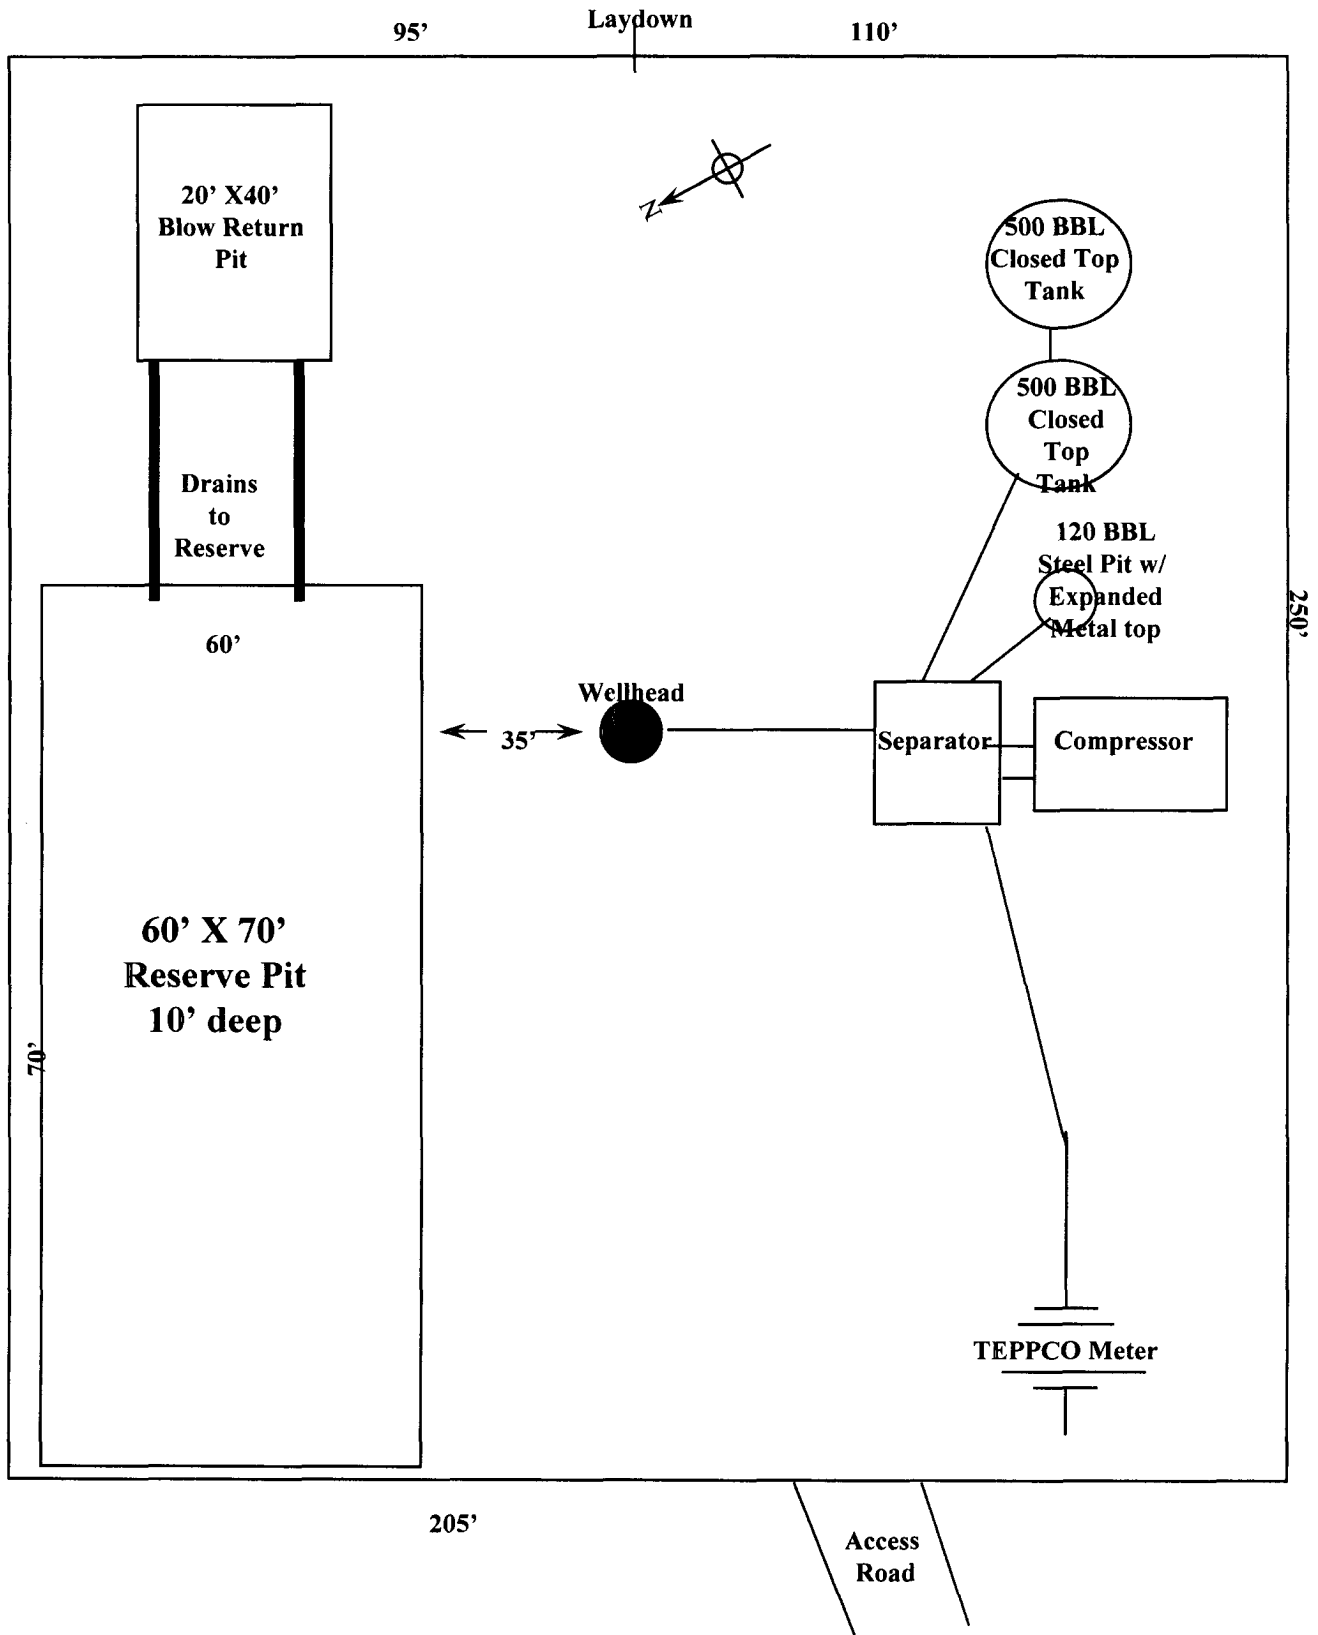 Laydown
95’
110’
20’ X40’
Blow Return
Pit
N
500 BBL
Closed Top
Tank
500 BBL
Closed
Top
Tank
Drains
to
Reserve
120 BBL
Steel Pit w/
Expanded
Metal top
250’
60’
Wellhead
35’
Separator
Compressor
60’ X 70’
Reserve Pit
10’ deep
70’
TEPPCO Meter
205’
Access
Road